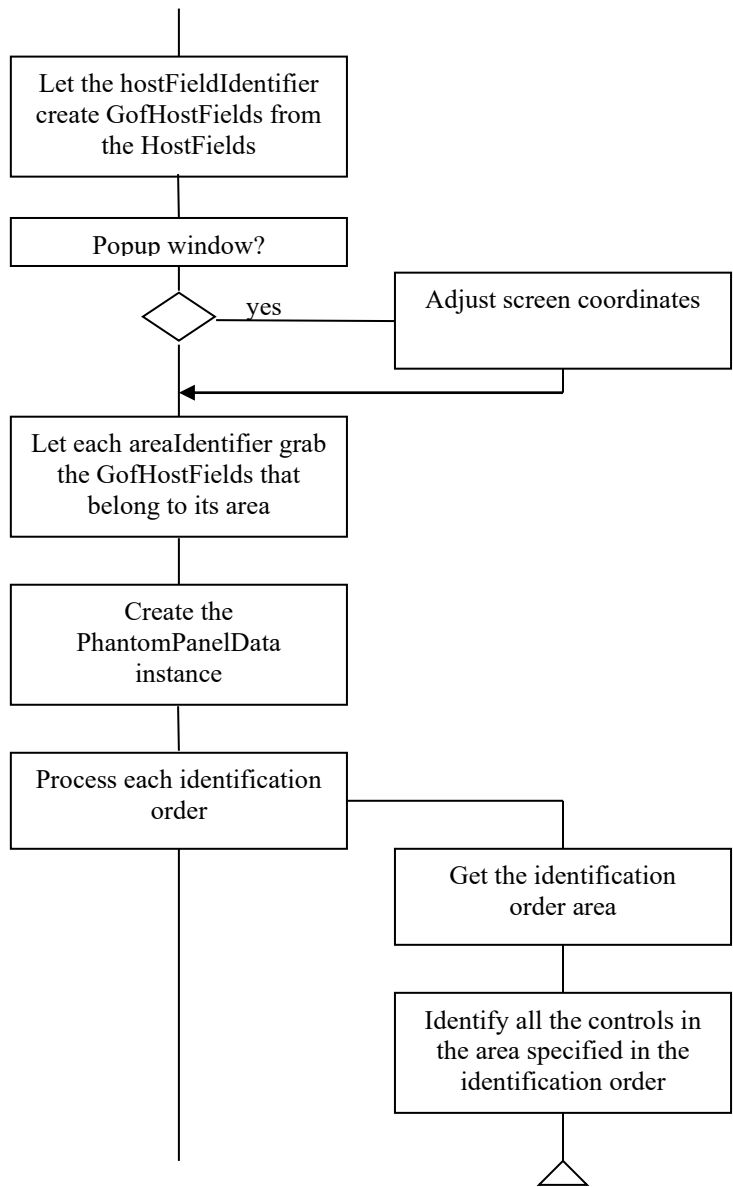 Let the hostFieldIdentifier
create GofHostFields from
the HostFields
Popup window?
yes
Adjust screen coordinates
Let each areaIdentifier grab
the GofHostFields that
belong to its area
Create the
PhantomPanelData
instance
Process each identification
order
Get the identification
order area
Identify all the controls in
the area specified in the
identification order